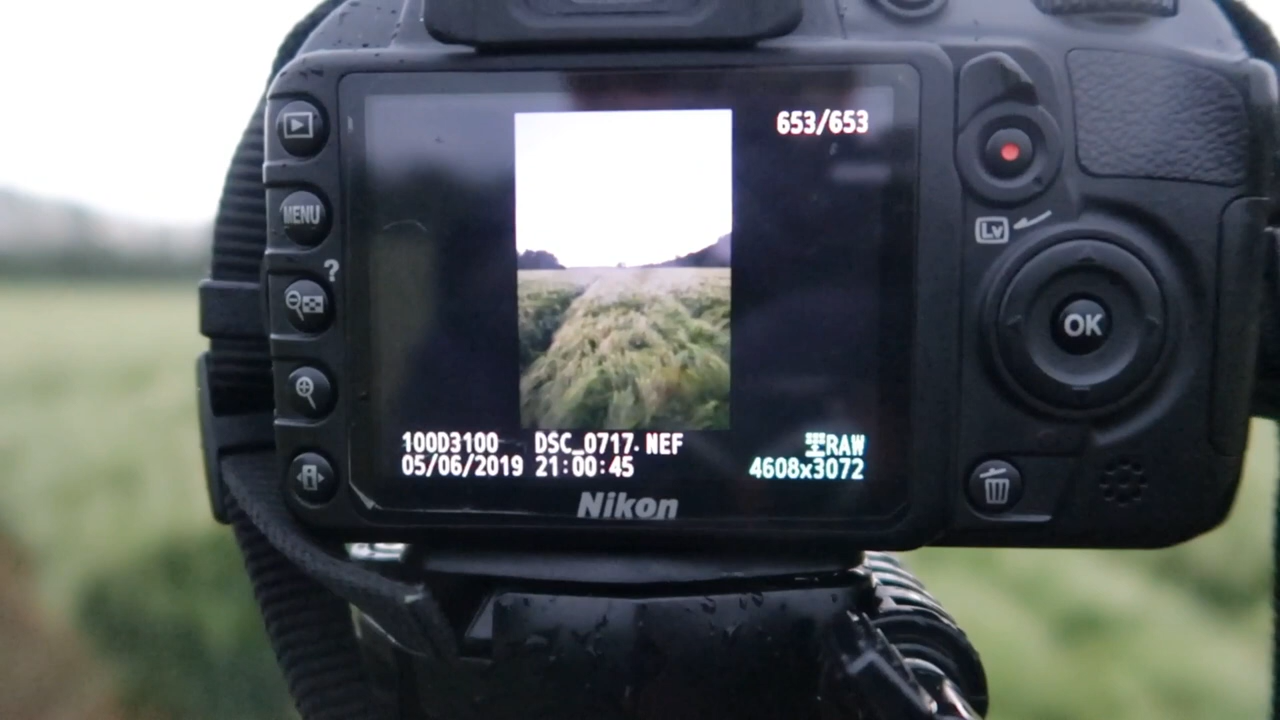 653/653
MENU
?
Lv
OK
100D3100 DSC_0717.NEF RAW
05/06/2019 21:00:45 4608x3072
Nikon